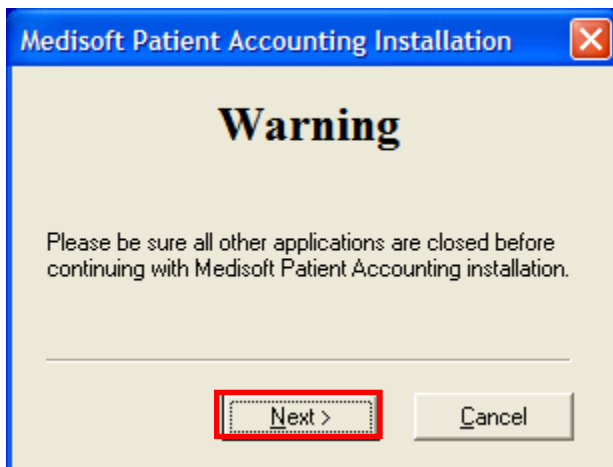 Medisoft Patient Accounting Installation
Warning
Please be sure all other applications are closed before
continuing with Medisoft Patient Accounting installation.
Next >
Cancel